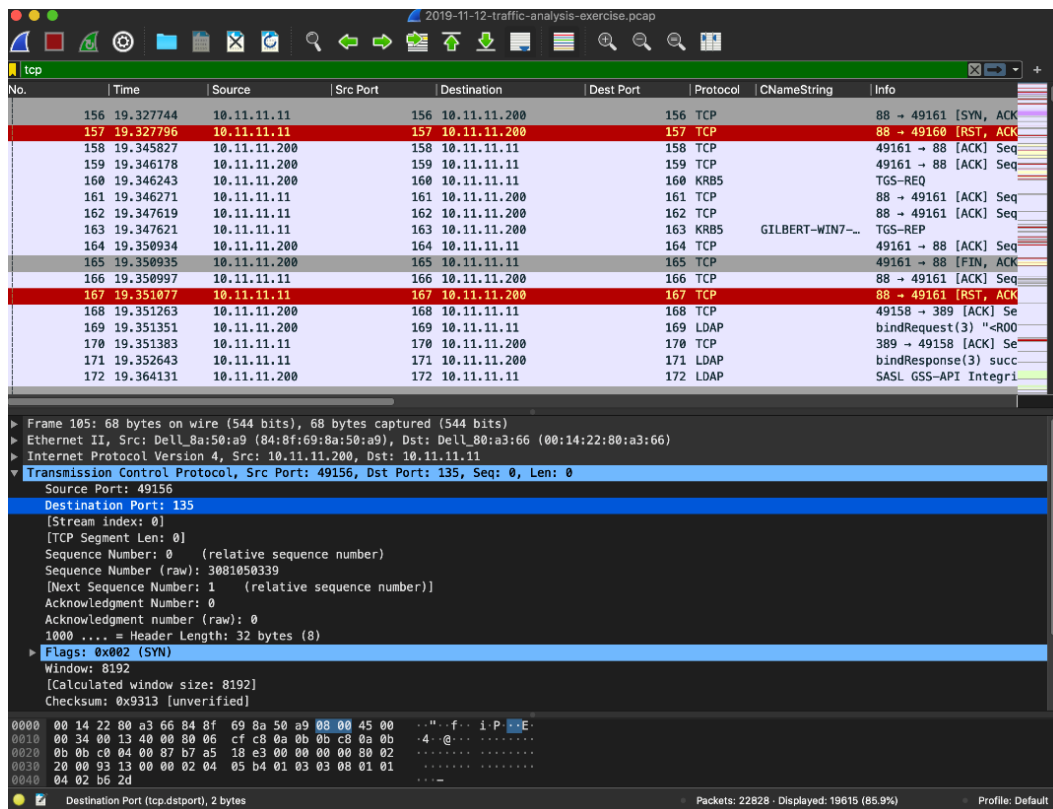 2019-11-12-traffic-analysis-exercise.pcap
tcp
No. Time Source Src Port Destination Dest Port Protocol CNameString Info
156 19.327744 10.11.11.11 156 10.11.11.200 156 TCP 88 → 49161 [SYN, ACK
157 19.327796 10.11.11.11 157 10.11.11.200 157 TCP 88 → 49160 [RST, ACK
158 19.345827 10.11.11.200 158 10.11.11.11 158 TCP 49161 → 88 [ACK] Seq
159 19.346178 10.11.11.200 159 10.11.11.11 159 TCP 49161 → 88 [ACK] Seq
160 19.346243 10.11.11.200 160 10.11.11.11 160 KRB5 TGS-REQ
161 19.346271 10.11.11.11 161 10.11.11.200 161 TCP 88 → 49161 [ACK] Seq
162 19.347619 10.11.11.11 162 10.11.11.200 162 TCP 88 → 49161 [ACK] Seq
163 19.347621 10.11.11.11 163 10.11.11.200 163 KRB5 GILBERT-WIN7-… TGS-REP
164 19.350934 10.11.11.200 164 10.11.11.11 164 TCP 49161 → 88 [ACK] Seq
165 19.350935 10.11.11.200 165 10.11.11.11 165 TCP 49161 → 88 [FIN, ACK
166 19.350997 10.11.11.11 166 10.11.11.200 166 TCP 88 → 49161 [ACK] Seq
167 19.351077 10.11.11.11 167 10.11.11.200 167 TCP 88 → 49161 [RST, ACK
168 19.351263 10.11.11.200 168 10.11.11.11 168 TCP 49158 → 389 [ACK] Se
169 19.351351 10.11.11.200 169 10.11.11.11 169 LDAP bindRequest(3) "<ROO
170 19.351383 10.11.11.11 170 10.11.11.200 170 TCP 389 → 49158 [ACK] Se
171 19.352643 10.11.11.11 171 10.11.11.200 171 LDAP bindResponse(3) succ
172 19.364131 10.11.11.200 172 10.11.11.11 172 LDAP SASL GSS-API Integri
Frame 105: 68 bytes on wire (544 bits), 68 bytes captured (544 bits)
Ethernet II, Src: Dell_8a:50:a9 (84:8f:69:8a:50:a9), Dst: Dell_80:a3:66 (00:14:22:80:a3:66)
Internet Protocol Version 4, Src: 10.11.11.200, Dst: 10.11.11.11
Transmission Control Protocol, Src Port: 49156, Dst Port: 135, Seq: 0, Len: 0
Source Port: 49156
Destination Port: 135
[Stream index: 0]
[TCP Segment Len: 0]
Sequence Number: 0 (relative sequence number)
Sequence Number (raw): 3081050339
[Next Sequence Number: 1 (relative sequence number)]
Acknowledgment Number: 0
Acknowledgment number (raw): 0
1000 .... = Header Length: 32 bytes (8)
Flags: 0x002 (SYN)
Window: 8192
[Calculated window size: 8192]
Checksum: 0x9313 [unverified]
0000 00 14 22 80 a3 66 84 8f 69 8a 50 a9 08 00 45 00 ··"··f·· i·P···E·
0010 00 34 00 13 40 00 80 06 cf c8 0a 0b 0b c8 0a 0b ·4··@··· ········
0020 0b 0b c0 04 00 87 b7 a5 18 e3 00 00 00 00 80 02 ········ ········
0030 20 00 93 13 00 00 02 04 05 b4 01 03 03 08 01 01 ········ ········
0040 04 02 b6 2d ···-
Destination Port (tcp.dstport), 2 bytes Packets: 22828 · Displayed: 19615 (85.9%) Profile: Default